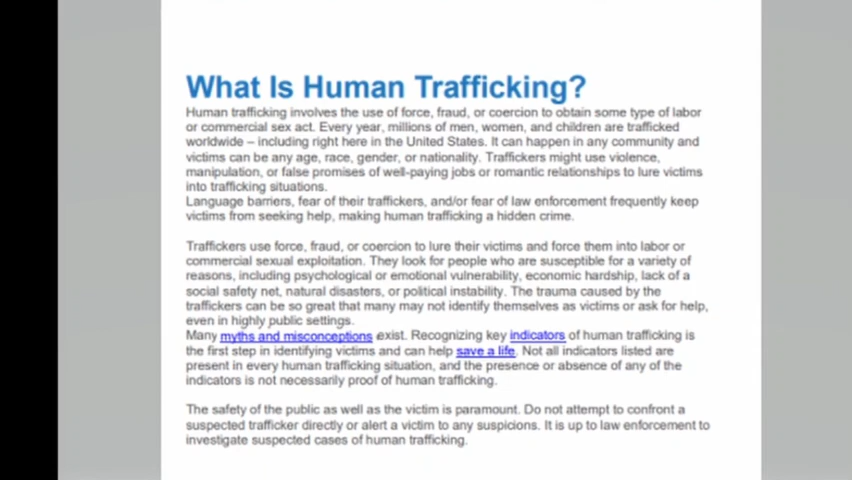 What Is Human Trafficking?
Human trafficking involves the use of force, fraud, or coercion to obtain some type of labor
or commercial sex act. Every year, millions of men, women, and children are trafficked
worldwide – including right here in the United States. It can happen in any community and
victims can be any age, race, gender, or nationality. Traffickers might use violence,
manipulation, or false promises of well-paying jobs or romantic relationships to lure victims
into trafficking situations.
Language barriers, fear of their traffickers, and/or fear of law enforcement frequently keep
victims from seeking help, making human trafficking a hidden crime.
Traffickers use force, fraud, or coercion to lure their victims and force them into labor or
commercial sexual exploitation. They look for people who are susceptible for a variety of
reasons, including psychological or emotional vulnerability, economic hardship, lack of a
social safety net, natural disasters, or political instability. The trauma caused by the
traffickers can be so great that many may not identify themselves as victims or ask for help,
even in highly public settings.
Many myths and misconceptions exist. Recognizing key indicators of human trafficking is
the first step in identifying victims and can help save a life. Not all indicators listed are
present in every human trafficking situation, and the presence or absence of any of the
indicators is not necessarily proof of human trafficking.
The safety of the public as well as the victim is paramount. Do not attempt to confront a
suspected trafficker directly or alert a victim to any suspicions. It is up to law enforcement to
investigate suspected cases of human trafficking.